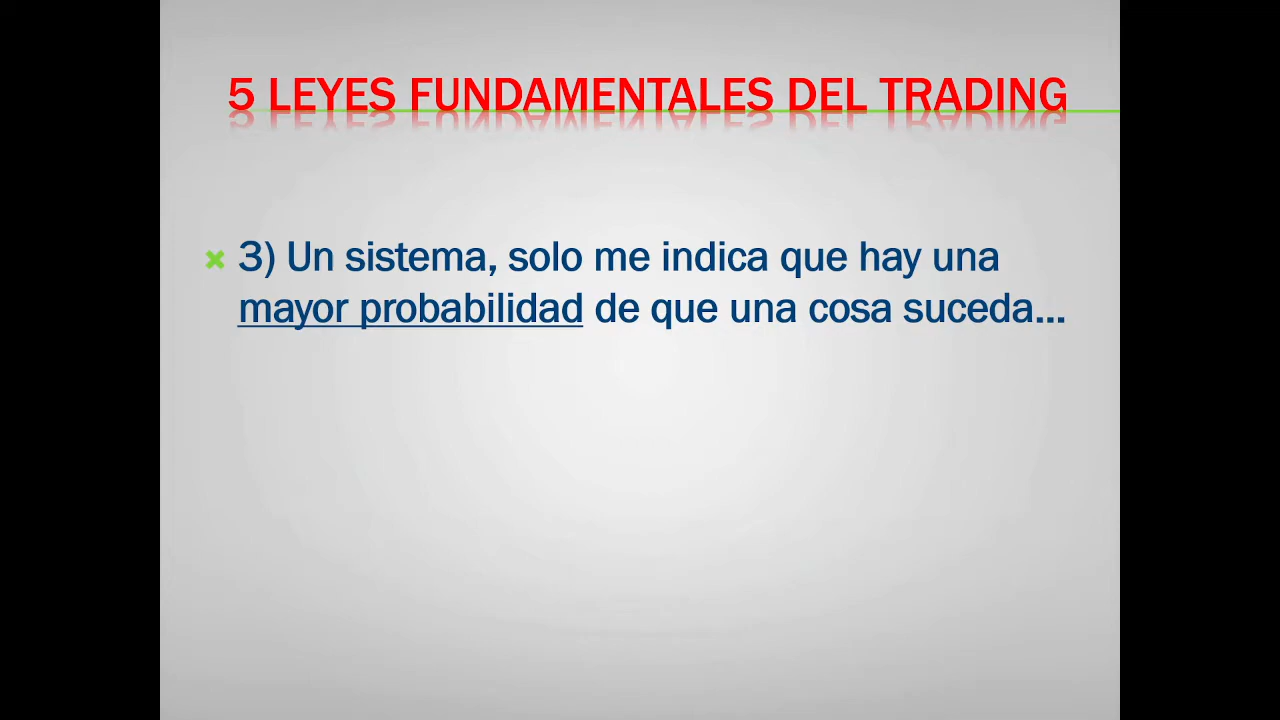 5 LEYES FUNDAMENTALES DEL TRADING
3) Un sistema, solo me indica que hay una
mayor probabilidad de que una cosa suceda...